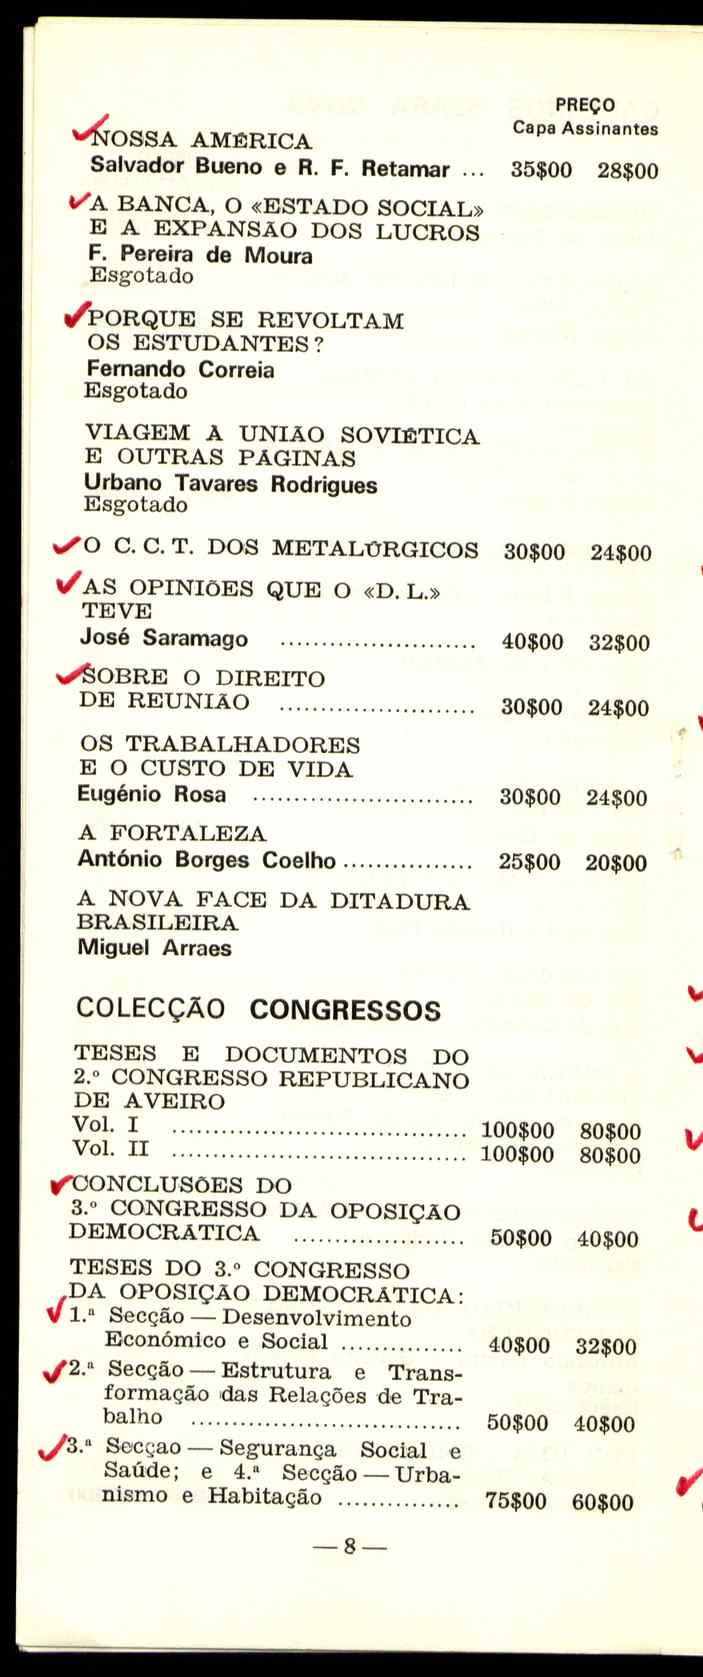 PREÇO
Capa Assinantes
NOSSA AMÉRICA
Salvador Bueno e R. F. Retamar ... 35$00 28$00
A BANCA, O «ESTADO SOCIAL»
E A EXPANSÃO DOS LUCROS
F. Pereira de Moura
Esgotado
PORQUE SE REVOLTAM
OS ESTUDANTES?
Fernando Correia
Esgotado
VIAGEM À UNIÃO SOVIÉTICA
E OUTRAS PÁGINAS
Urbano Tavares Rodrigues
Esgotado
O C. C. T. DOS METALÚRGICOS 30$00 24$00
AS OPINIÕES QUE O «D. L.»
TEVE
José Saramago ........................ 40$00 32$00
SOBRE O DIREITO
DE REUNIÃO ........................ 30$00 24$00
OS TRABALHADORES
E O CUSTO DE VIDA
Eugénio Rosa ........................... 30$00 24$00
A FORTALEZA
António Borges Coelho ................ 25$00 20$00
A NOVA FACE DA DITADURA
BRASILEIRA
Miguel Arraes
COLECÇÃO CONGRESSOS
TESES E DOCUMENTOS DO
2.º CONGRESSO REPUBLICANO
DE AVEIRO
Vol. I .................................... 100$00 80$00
Vol. II .................................... 100$00 80$00
CONCLUSÕES DO
3.º CONGRESSO DA OPOSIÇÃO
DEMOCRÁTICA ..................... 50$00 40$00
TESES DO 3.º CONGRESSO
DA OPOSIÇÃO DEMOCRÁTICA:
1.ª Secção — Desenvolvimento
Económico e Social ............... 40$00 32$00
2.ª Secção — Estrutura e Trans-
formação das Relações de Tra-
balho ................................. 50$00 40$00
3.ª Secçao — Segurança Social e
Saúde; e 4.ª Secção — Urba-
nismo e Habitação ............... 75$00 60$00
— 8 —